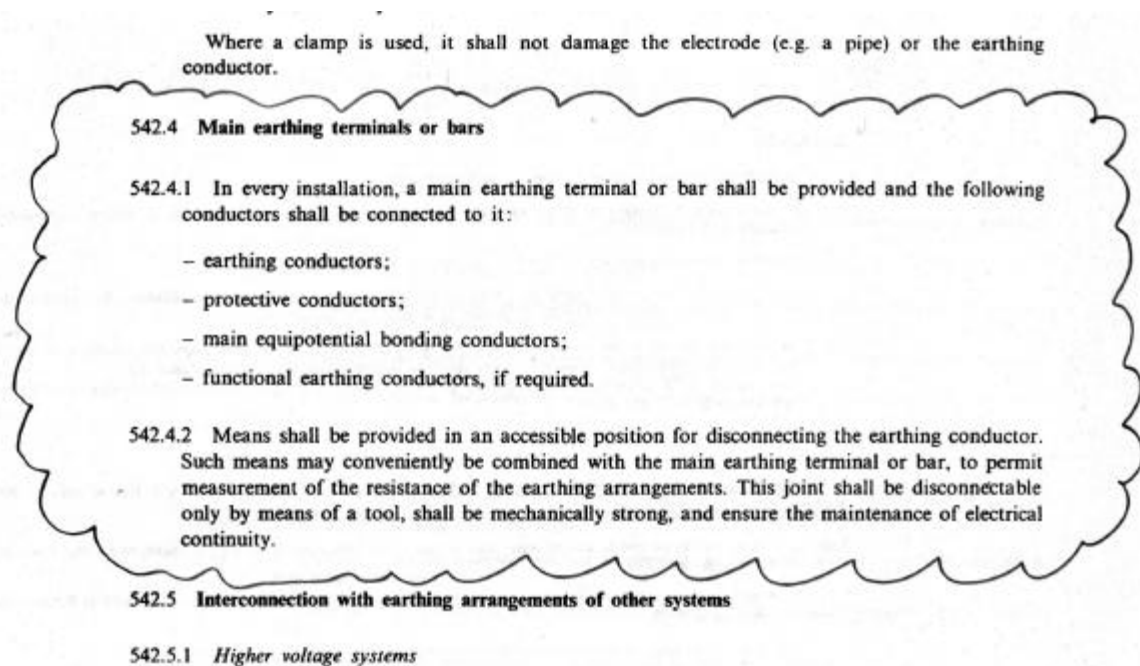 Where a clamp is used, it shall not damage the electrode (e.g. a pipe) or the earthing
conductor.
542.4 Main earthing terminals or bars
542.4.1 In every installation, a main earthing terminal or bar shall be provided and the following
conductors shall be connected to it:
– earthing conductors;
– protective conductors;
– main equipotential bonding conductors;
– functional earthing conductors, if required.
542.4.2 Means shall be provided in an accessible position for disconnecting the earthing conductor.
Such means may conveniently be combined with the main earthing terminal or bar, to permit
measurement of the resistance of the earthing arrangements. This joint shall be disconnectable
only by means of a tool, shall be mechanically strong, and ensure the maintenance of electrical
continuity.
542.5 Interconnection with earthing arrangements of other systems
542.5.1 Higher voltage systems